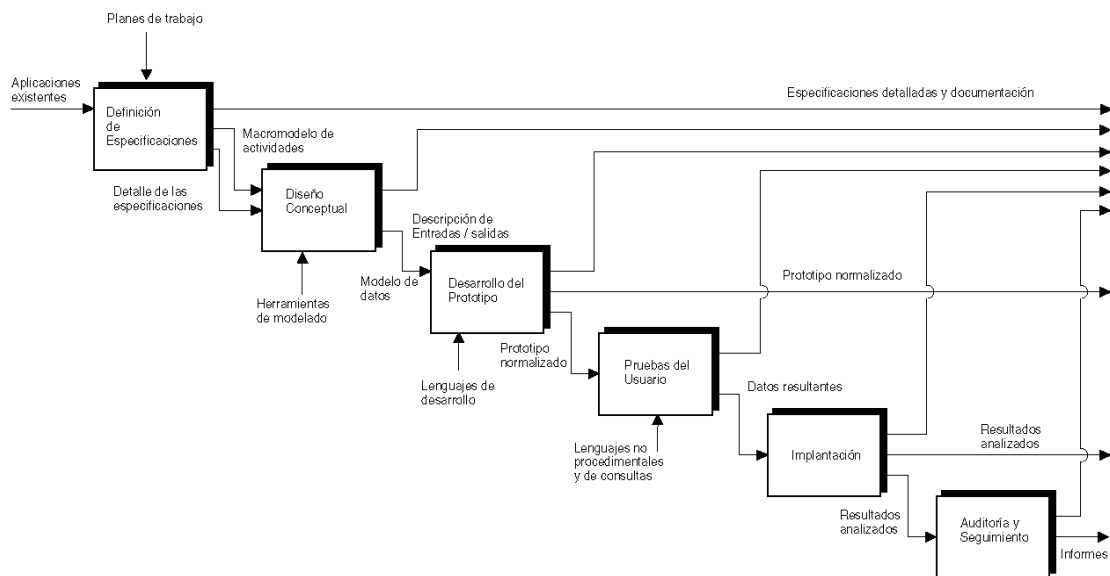 Planes de trabajo
Aplicaciones
existentes
Especificaciones detalladas y documentación
Definición
de
Especificaciones
Macromodelo de
actividades
Detalle de las
especificaciones
Diseño
Conceptual
Descripción de
Entradas / salidas
Modelo de
datos
Herramientas
de modelado
Desarrollo del
Prototipo
Prototipo normalizado
Prototipo
normalizado
Lenguajes de
desarrollo
Pruebas del
Usuario
Datos resultantes
Lenguajes no
procedimentales
y de consultas
Implantación
Resultados
analizados
Resultados
analizados
Auditoría y
Seguimiento
Informes